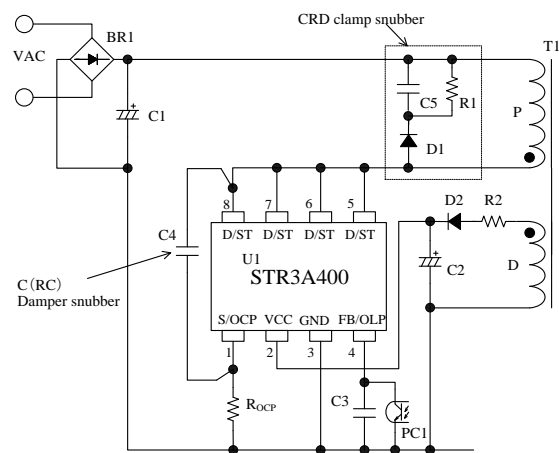 CRD clamp snubber
VAC
BR1
T1
C1
C5
R1
P
D1
8
7
6
5
D2
R2
C4
D/ST
D/ST
D/ST
D/ST
U1
STR3A400
C2
D
C(RC)
Damper snubber
S/OCP
VCC
GND
FB/OLP
1
2
3
4
ROCP
C3
PC1